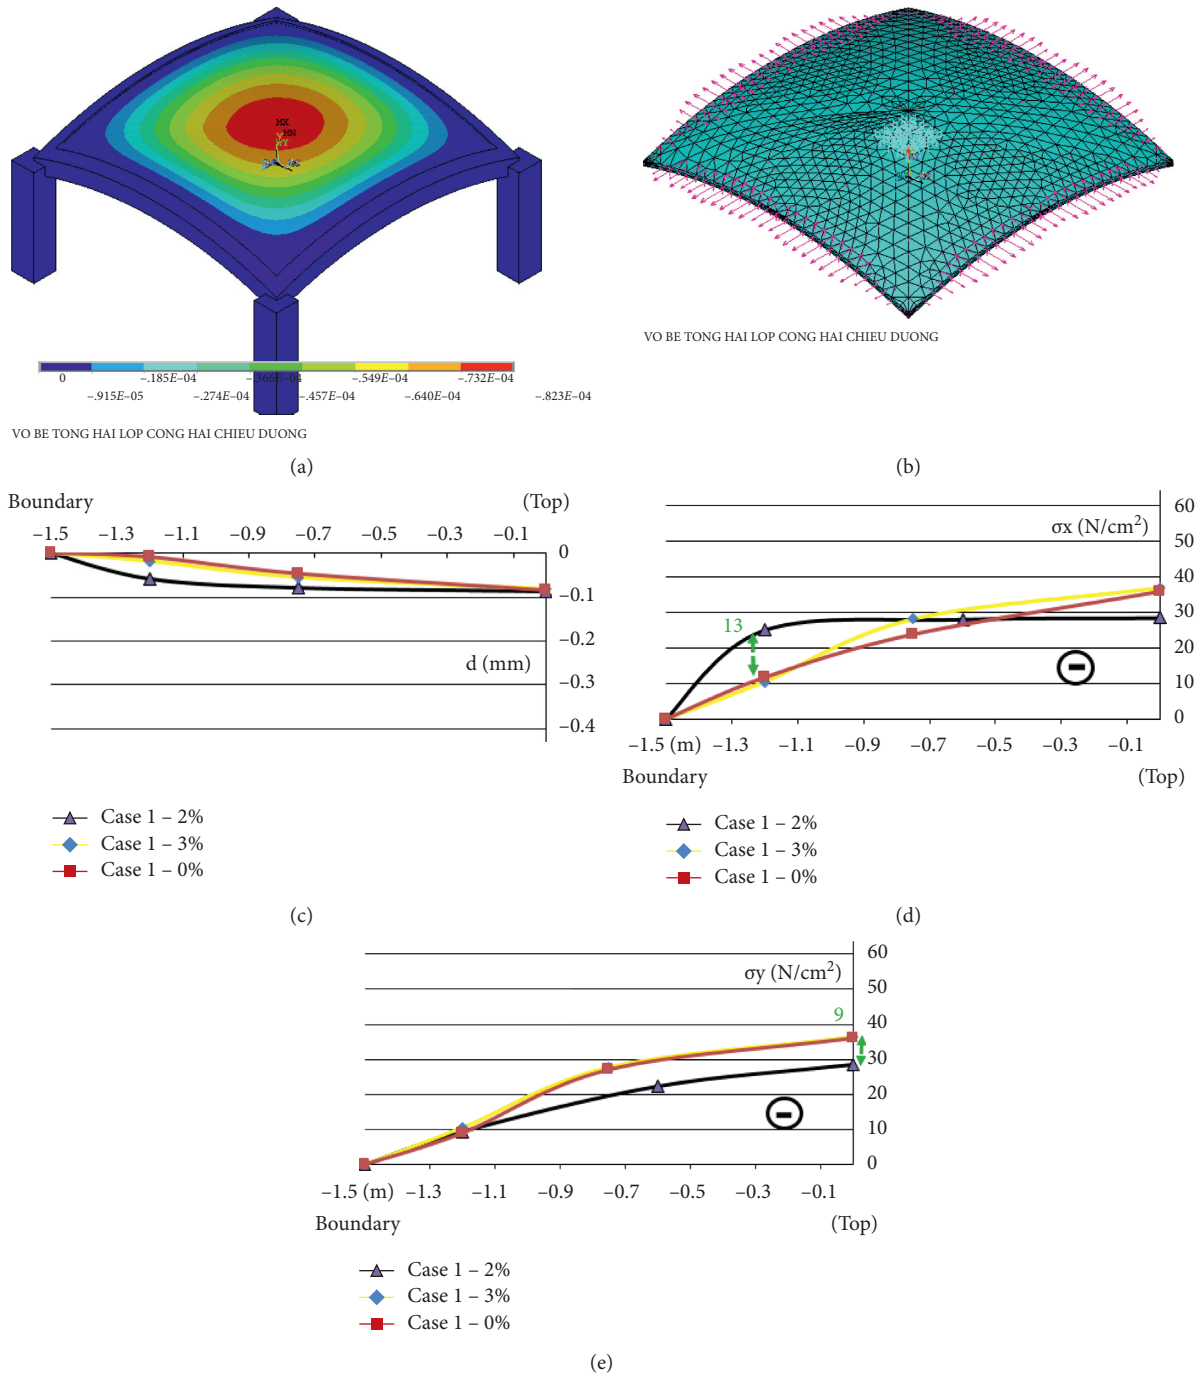 MX
MN
0 -.185E-04 -.366E-04 -.549E-04 -.732E-04
-.915E-05 -.274E-04 -.457E-04 -.640E-04 -.823E-04
VO BE TONG HAI LOP CONG HAI CHIEU DUONG
(a)
VO BE TONG HAI LOP CONG HAI CHIEU DUONG
(b)
Boundary (Top)
-1.5 -1.3 -1.1 -0.9 -0.7 -0.5 -0.3 -0.1
0
-0.1
-0.2
d (mm)
-0.3
-0.4
Case 1 – 2%
Case 1 – 3%
Case 1 – 0%
(c)
60
σx (N/cm²)
50
40
30
13
20
10
0
-1.5 (m) -1.3 -1.1 -0.9 -0.7 -0.5 -0.3 -0.1
Boundary (Top)
Case 1 – 2%
Case 1 – 3%
Case 1 – 0%
(d)
60
σy (N/cm²)
50
9
40
30
20
10
0
-1.5 (m) -1.3 -1.1 -0.9 -0.7 -0.5 -0.3 -0.1
Boundary (Top)
Case 1 – 2%
Case 1 – 3%
Case 1 – 0%
(e)